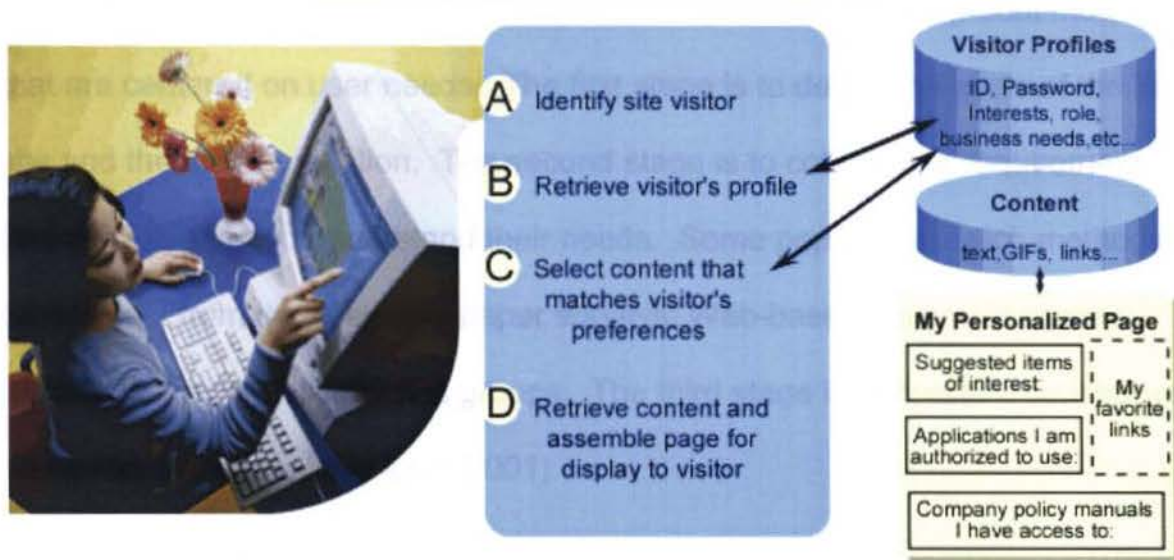 A Identify site visitor
B Retrieve visitor's profile
C Select content that
matches visitor's
preferences
D Retrieve content and
assemble page for
display to visitor
Visitor Profiles
ID, Password,
Interests, role,
business needs,etc...
Content
text,GIFs, links...
My Personalized Page
Suggested items
of interest:
My
favorite
links
Applications I am
authorized to use:
Company policy manuals
I have access to: